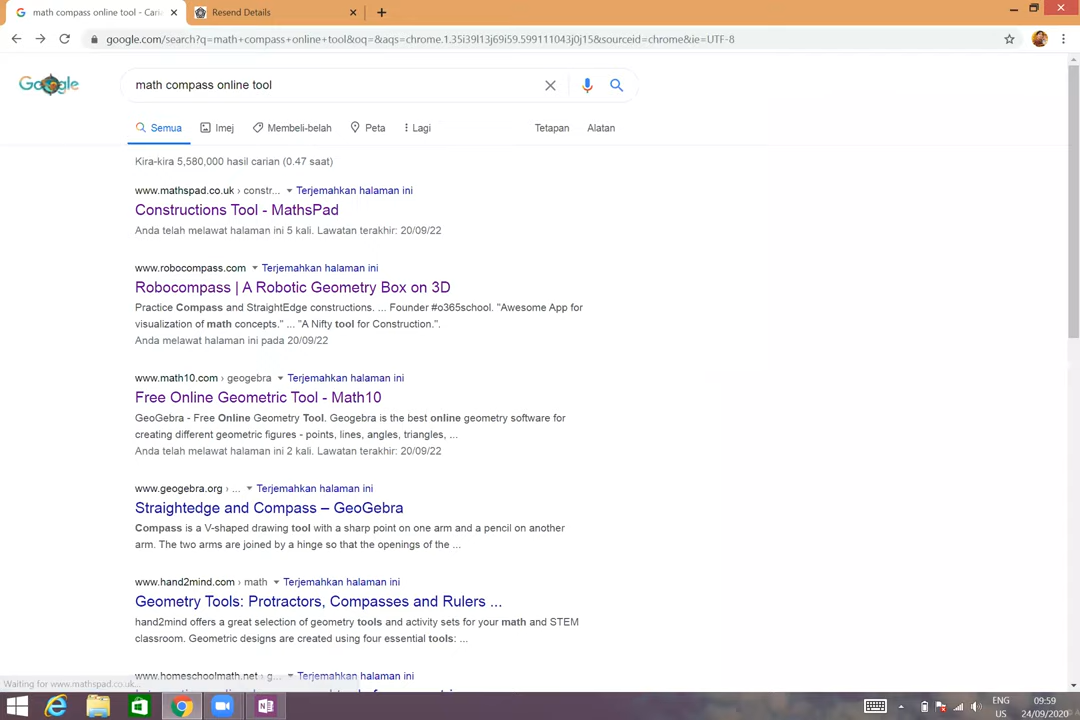 math compass online tool - Cari
Resend Details
google.com/search?q=math+compass+online+tool&oq=&aqs=chrome.1.35i39l13j69i59.599111043j0j15&sourceid=chrome&ie=UTF-8
Google
math compass online tool
Semua
Imej
Membeli-belah
Peta
Lagi
Tetapan
Alatan
Kira-kira 5,580,000 hasil carian (0.47 saat)
www.mathspad.co.uk › constr... Terjemahkan halaman ini
Constructions Tool - MathsPad
Anda telah melawat halaman ini 5 kali. Lawatan terakhir: 20/09/22
www.robocompass.com Terjemahkan halaman ini
Robocompass | A Robotic Geometry Box on 3D
Practice Compass and StraightEdge constructions. ... Founder #o365school. "Awesome App for
visualization of math concepts." ... "A Nifty tool for Construction.".
Anda melawat halaman ini pada 20/09/22
www.math10.com › geogebra Terjemahkan halaman ini
Free Online Geometric Tool - Math10
GeoGebra - Free Online Geometry Tool. Geogebra is the best online geometry software for
creating different geometric figures - points, lines, angles, triangles, ...
Anda telah melawat halaman ini 2 kali. Lawatan terakhir: 20/09/22
www.geogebra.org › ... Terjemahkan halaman ini
Straightedge and Compass – GeoGebra
Compass is a V-shaped drawing tool with a sharp point on one arm and a pencil on another
arm. The two arms are joined by a hinge so that the openings of the ...
www.hand2mind.com › math Terjemahkan halaman ini
Geometry Tools: Protractors, Compasses and Rulers ...
hand2mind offers a great selection of geometry tools and activity sets for your math and STEM
classroom. Geometric designs are created using four essential tools: ...
www.homeschoolmath.net › g... Terjemahkan halaman ini
Waiting for www.mathspad.co.uk...
ENG
US
09:59
24/09/2020